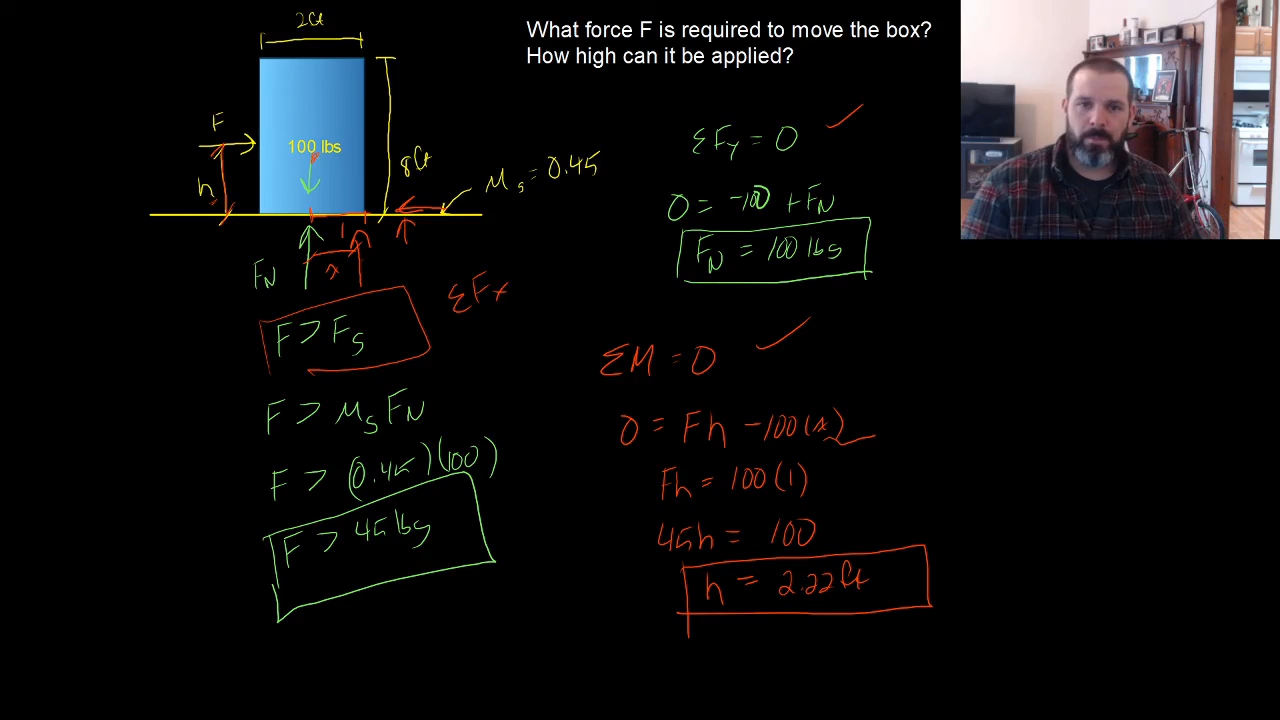 What force F is required to move the box?
How high can it be applied?
2ft
F
h
100 lbs
8ft
μs = 0.45
1
x
FN
ΣFx
F > Fs
F > μs FN
F > (0.45)(100)
F > 45 lbs
ΣFy = 0
0 = -100 + FN
FN = 100 lbs
ΣM = 0
0 = Fh - 100(x)
Fh = 100(1)
45h = 100
h = 2.22ft